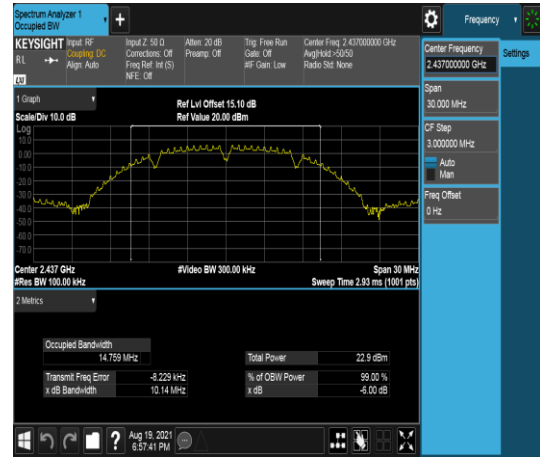 Spectrum Analyzer 1
Occupied BW
Frequency
KEYSIGHT
Input: RF
Coupling: DC
Align: Auto
Input Z: 50 Ω
Corrections: Off
Freq Ref: Int (S)
NFE: Off
Atten: 20 dB
Preamp: Off
Trig: Free Run
Gate: Off
#IF Gain: Low
Center Freq: 2.437000000 GHz
Avg|Hold:>50/50
Radio Std: None
RL
LXI
Center Frequency
2.437000000 GHz
Settings
Span
30.000 MHz
CF Step
3.000000 MHz
Auto
Man
Freq Offset
0 Hz
1 Graph
Scale/Div 10.0 dB
Ref Lvl Offset 15.10 dB
Ref Value 20.00 dBm
Log
10.0
0.00
-10.0
-20.0
-30.0
-40.0
-50.0
-60.0
-70.0
Center 2.437 GHz
#Res BW 100.00 kHz
#Video BW 300.00 kHz
Span 30 MHz
Sweep Time 2.93 ms (1001 pts)
2 Metrics
Occupied Bandwidth
14.759 MHz
Total Power 22.9 dBm
Transmit Freq Error -8.229 kHz
% of OBW Power 99.00 %
x dB Bandwidth 10.14 MHz
x dB -6.00 dB
Aug 19, 2021
6:57:41 PM